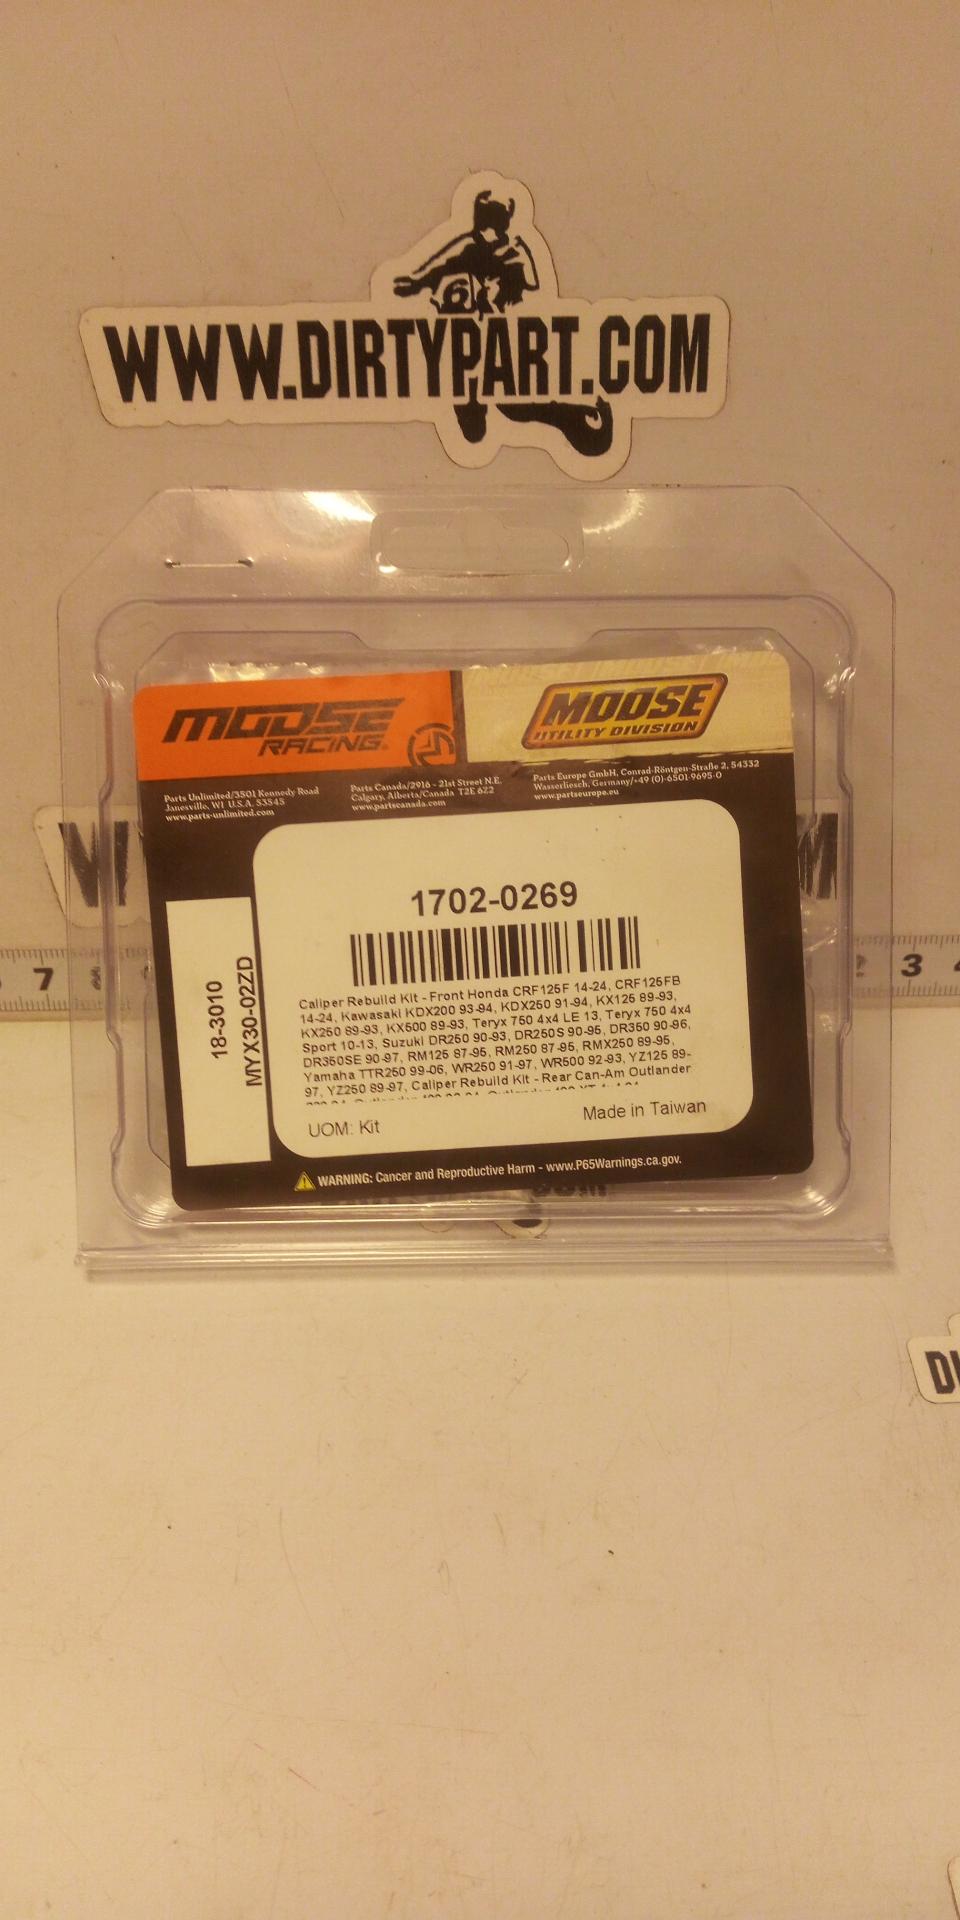 6
WWW.DIRTYPART.COM
MOOSE
RACING
MOOSE
UTILITY DIVISION
Parts Unlimited/3501 Kennedy Road
Janesville, WI U.S.A. 53545
www.parts-unlimited.com
Parts Canada/2916 - 21st Street N.E.
Calgary, Alberta/Canada T2E 6Z2
www.partscanada.com
Parts Europe GmbH, Conrad-Röntgen-Straße 2, 54332
Wasserliesch, Germany/+49 (0)-6501-9695-0
www.partseurope.eu
1702-0269
18-3010
MYX30-02ZD
Caliper Rebuild Kit - Front Honda CRF125F 14-24, CRF125FB
14-24, Kawasaki KDX200 93-94, KDX250 91-94, KX125 89-93,
KX250 89-93, KX500 89-93, Teryx 750 4x4 LE 13, Teryx 750 4x4
Sport 10-13, Suzuki DR250 90-93, DR250S 90-95, DR350 90-96,
DR350SE 90-97, RM125 87-95, RM250 87-95, RMX250 89-95,
Yamaha TTR250 99-06, WR250 91-97, WR500 92-93, YZ125 89-
97, YZ250 89-97, Caliper Rebuild Kit - Rear Can-Am Outlander
UOM: Kit
Made in Taiwan
WARNING: Cancer and Reproductive Harm - www.P65Warnings.ca.gov.
7
3